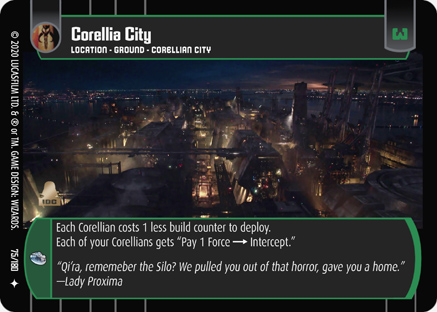 Corellia City
LOCATION - GROUND - CORELLIAN CITY
Each Corellian costs 1 less build counter to deploy.
Each of your Corellians gets “Pay 1 Force → Intercept.”
“Qi’ra, rememeber the Silo? We pulled you out of that horror, gave you a home.”
—Lady Proxima
© 2020 LUCASFILM LTD. & ® or TM. GAME DESIGN: WIZARDS.
75/180